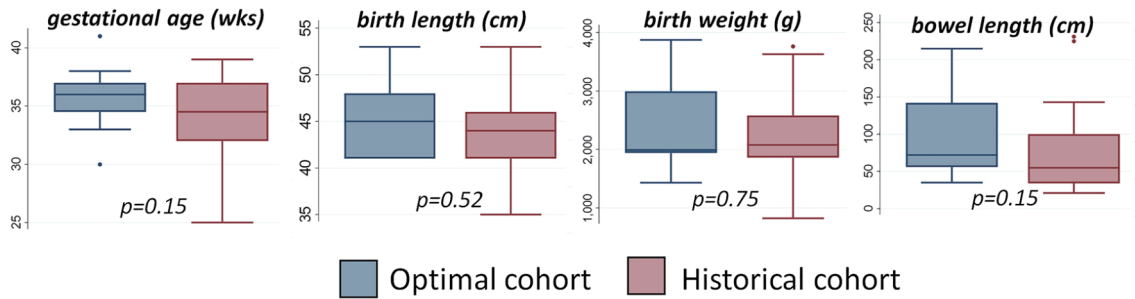 gestational age (wks)
40
35
30
25
p=0.15
birth length (cm)
55
50
45
40
35
p=0.52
birth weight (g)
4,000
3,000
2,000
1,000
p=0.75
bowel length (cm)
250
200
150
100
50
0
p=0.15
Optimal cohort
Historical cohort